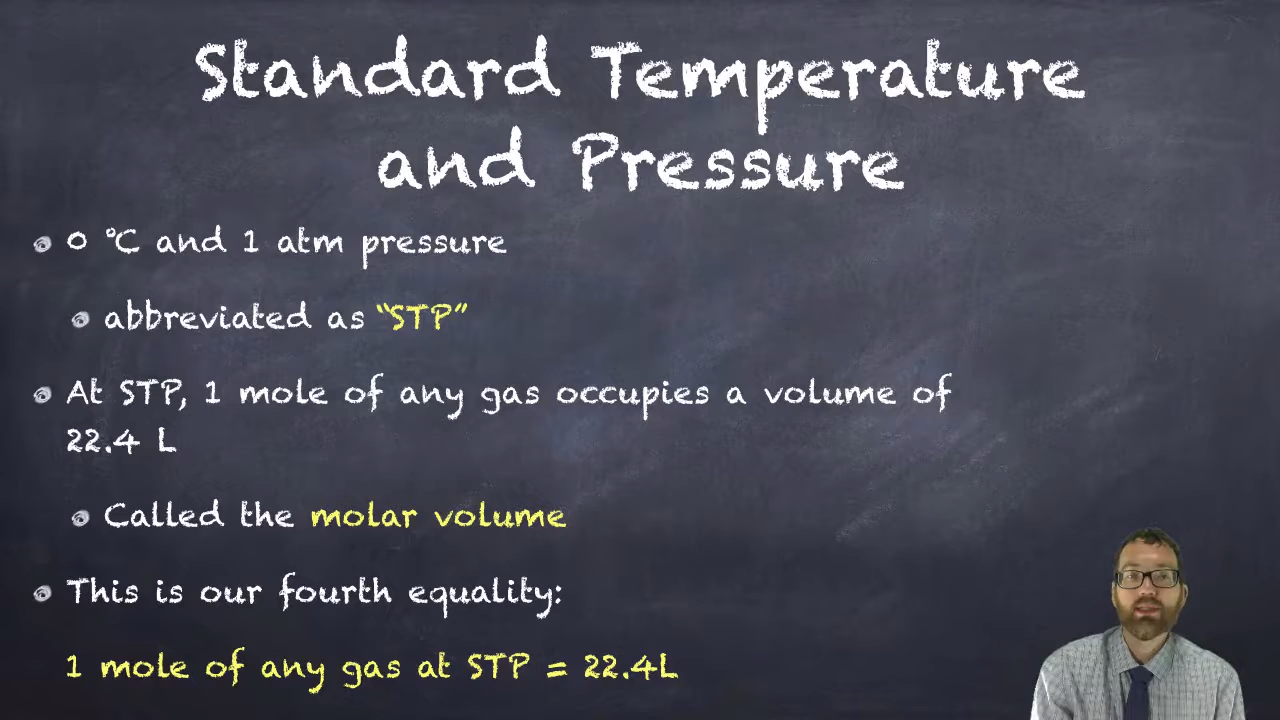 Standard Temperature
and Pressure
0 °C and 1 atm pressure
abbreviated as “STP”
At STP, 1 mole of any gas occupies a volume of
22.4 L
Called the molar volume
This is our fourth equality:
1 mole of any gas at STP = 22.4L